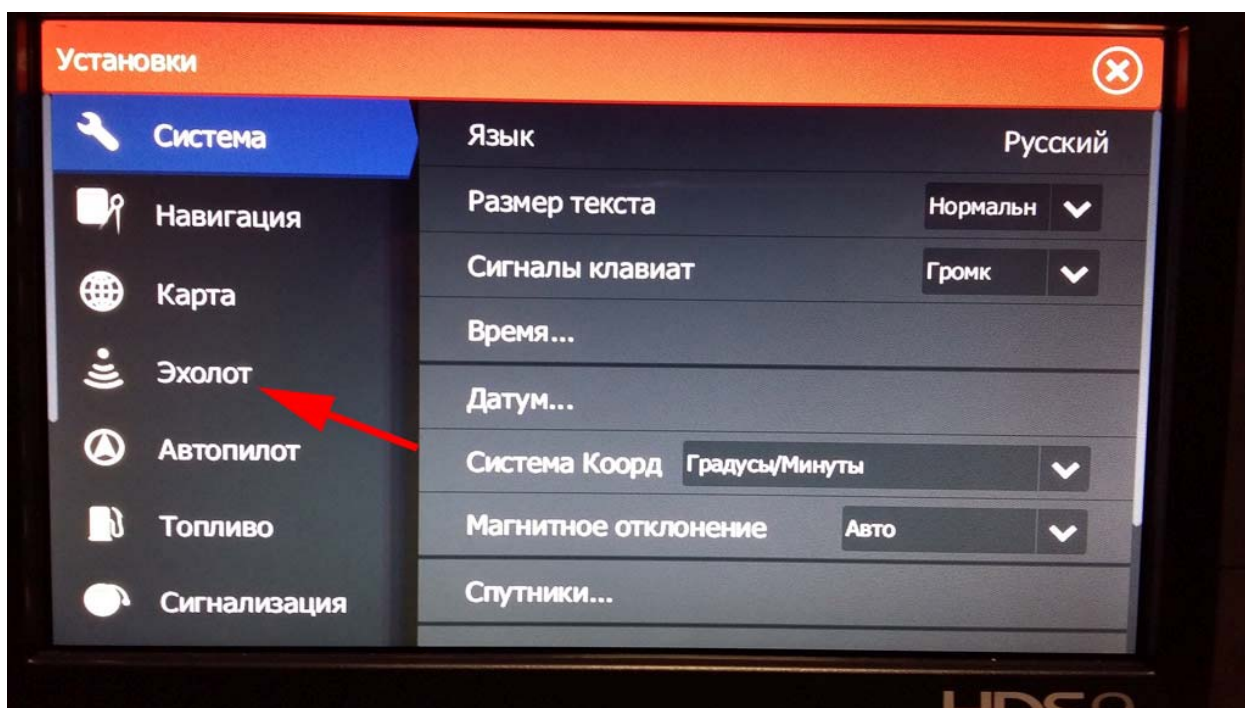 Установки
Система
Навигация
Карта
Эхолот
Автопилот
Топливо
Сигнализация
Язык Русский
Размер текста Нормальн
Сигналы клавиат Громк
Время...
Датум...
Система Коорд Градусы/Минуты
Магнитное отклонение Авто
Спутники...